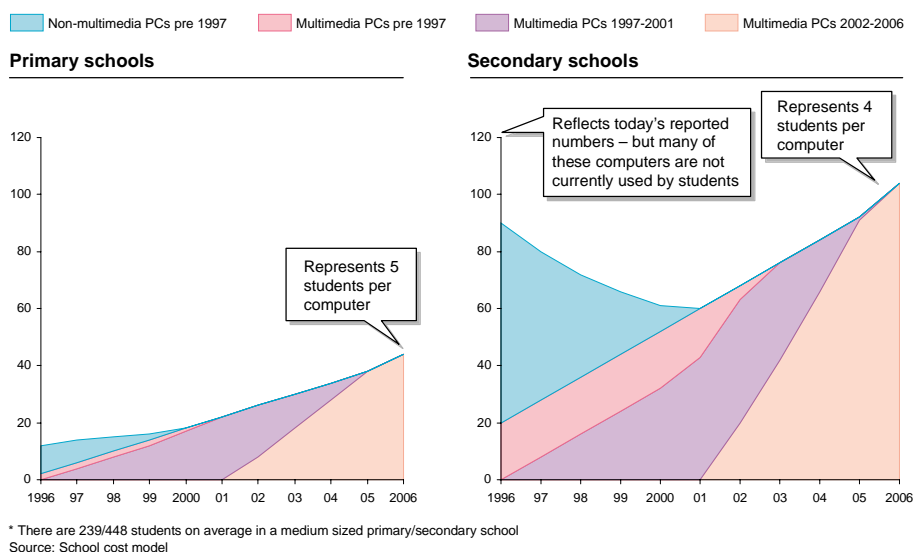 Non-multimedia PCs pre 1997
Multimedia PCs pre 1997
Multimedia PCs 1997-2001
Multimedia PCs 2002-2006
Primary schools
120
100
80
60
40
20
0
1996 97 98 99 2000 01 02 03 04 05 2006
Represents 5
students per
computer
Secondary schools
120
100
80
60
40
20
0
1996 97 98 99 2000 01 02 03 04 05 2006
Reflects today's reported
numbers – but many of
these computers are not
currently used by students
Represents 4
students per
computer
* There are 239/448 students on average in a medium sized primary/secondary school
Source: School cost model